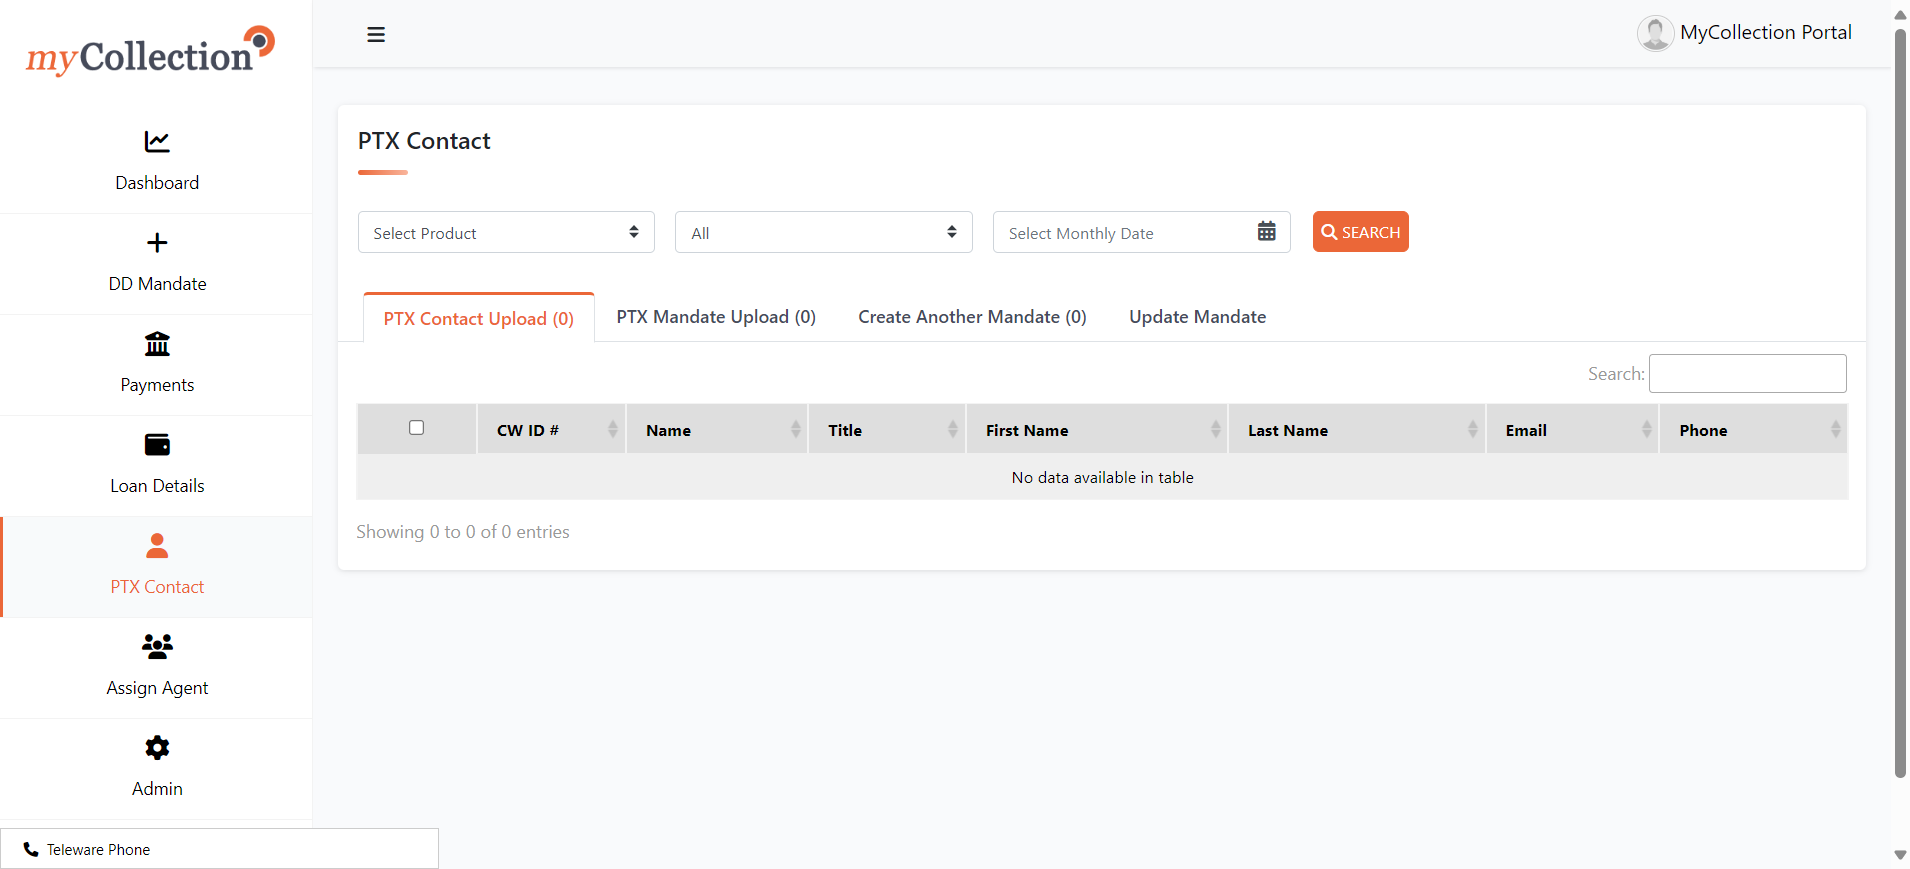 myCollection
MyCollection Portal
Dashboard
DD Mandate
Payments
Loan Details
PTX Contact
Assign Agent
Admin
Teleware Phone
PTX Contact
Select Product
All
Select Monthly Date
SEARCH
PTX Contact Upload (0)
PTX Mandate Upload (0)
Create Another Mandate (0)
Update Mandate
Search:
CW ID # Name Title First Name Last Name Email Phone
No data available in table
Showing 0 to 0 of 0 entries